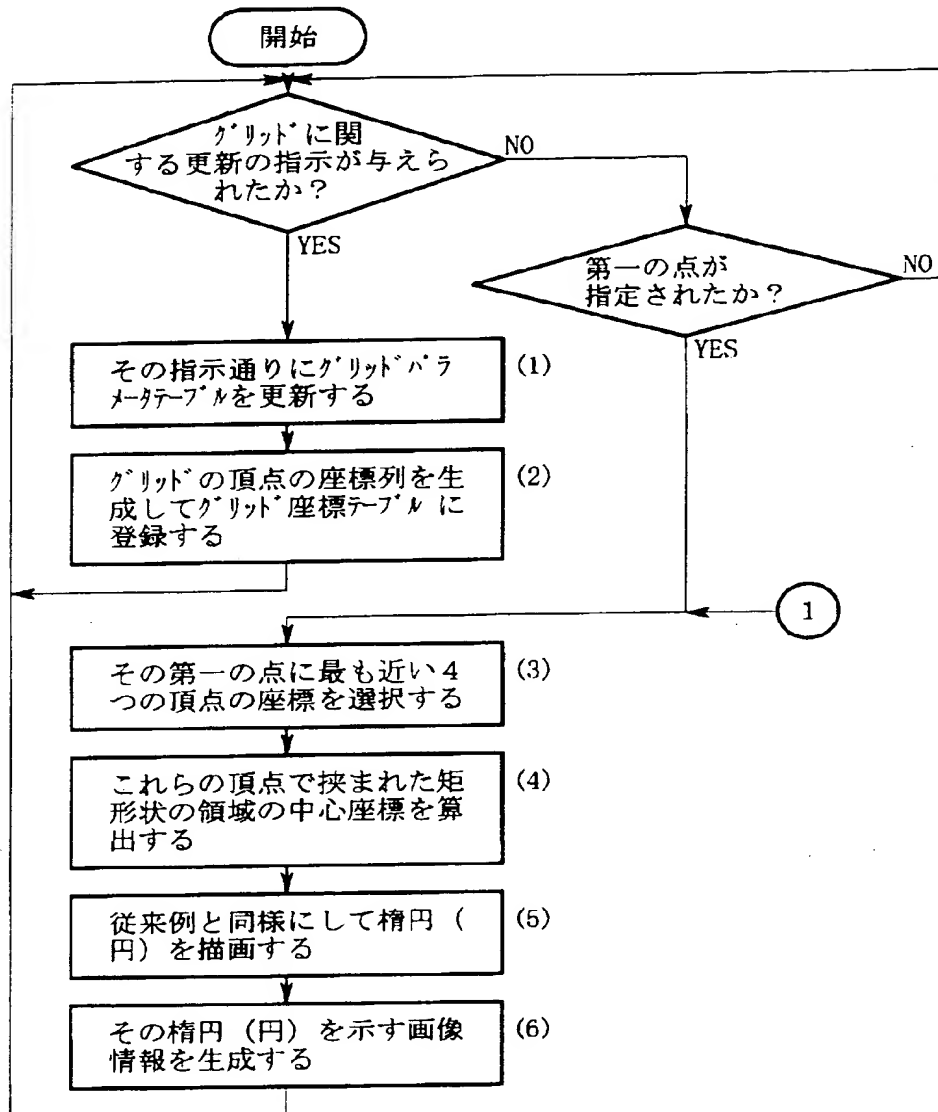 開始
グリッドに関
する更新の指示が与えら
れたか?
NO
YES
第一の点が
指定されたか?
NO
YES
その指示通りにグリッドパラ
メータテーブルを更新する
(1)
グリッドの頂点の座標列を生
成してグリッド座標テーブルに
登録する
(2)
1
その第一の点に最も近い4
つの頂点の座標を選択する
(3)
これらの頂点で挟まれた矩
形状の領域の中心座標を算
出する
(4)
従来例と同様にして楕円(
円)を描画する
(5)
その楕円(円)を示す画像
情報を生成する
(6)